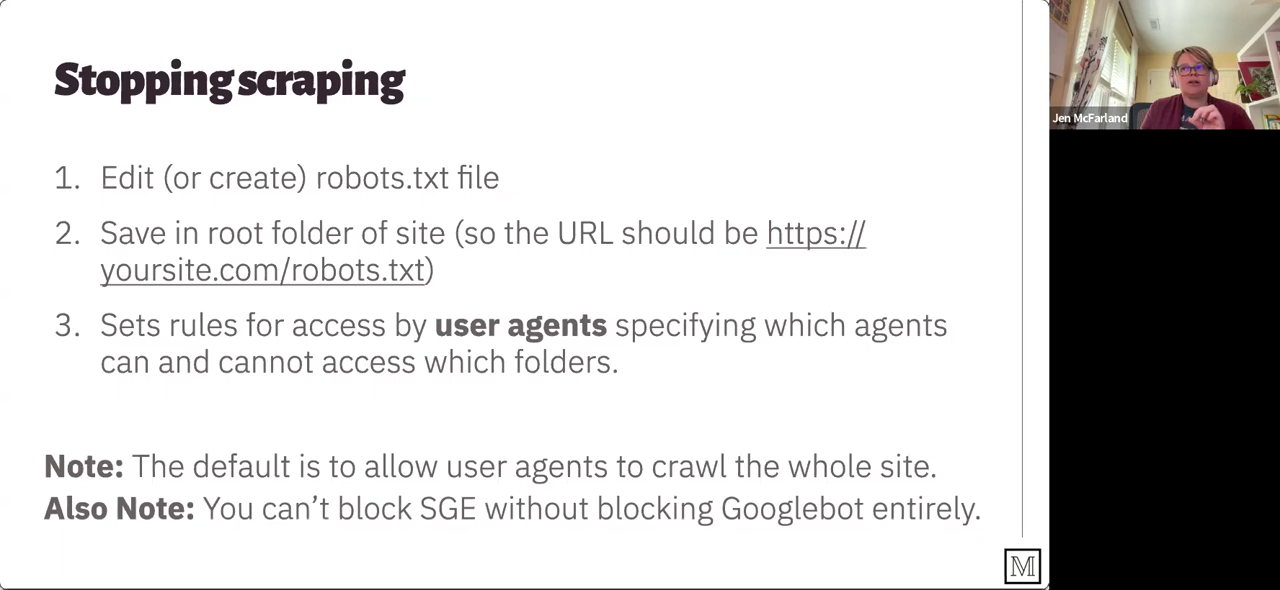 Stopping scraping
1. Edit (or create) robots.txt file
2. Save in root folder of site (so the URL should be https://
yoursite.com/robots.txt)
3. Sets rules for access by user agents specifying which agents
can and cannot access which folders.
Note: The default is to allow user agents to crawl the whole site.
Also Note: You can’t block SGE without blocking Googlebot entirely.
M
Jen McFarland